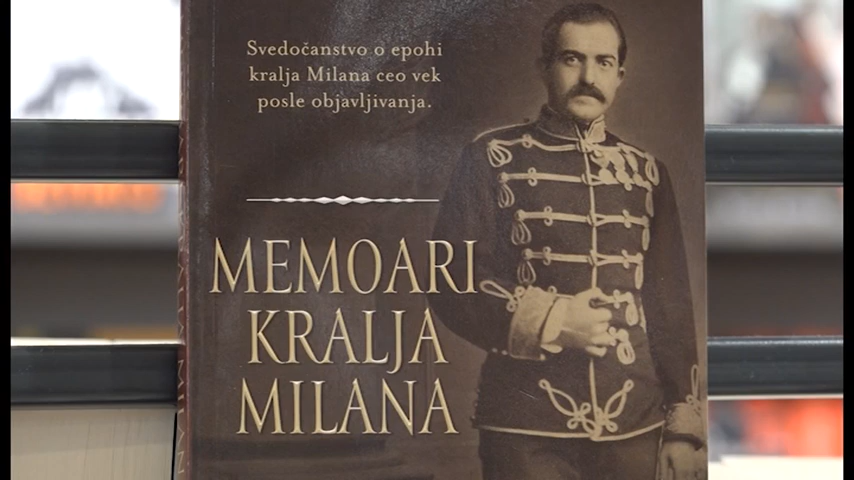 Svedočanstvo o epohi
kralja Milana ceo vek
posle objavljivanja.
MEMOARI
KRALJA
MILANA